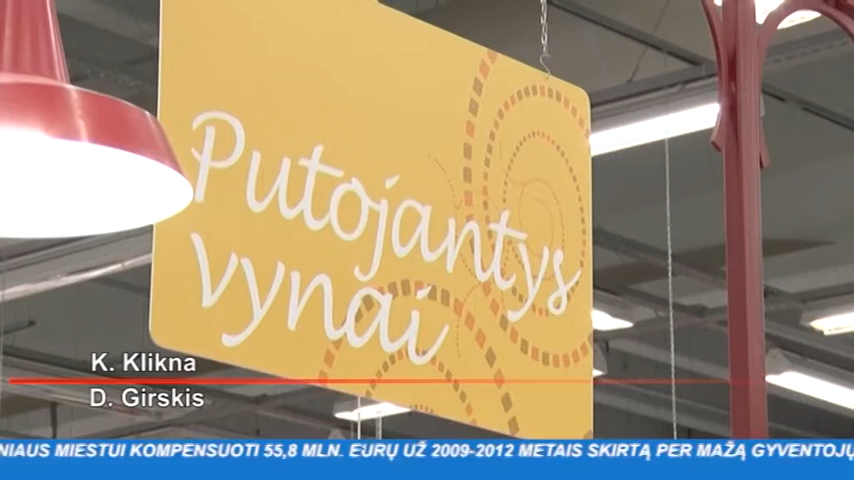 Putojantys
vynai
K. Klikna
D. Girskis
NIAUS MIESTUI KOMPENSUOTI 55,8 MLN. EURŲ UŽ 2009-2012 METAIS SKIRTĄ PER MAŽĄ GYVENTOJŲ